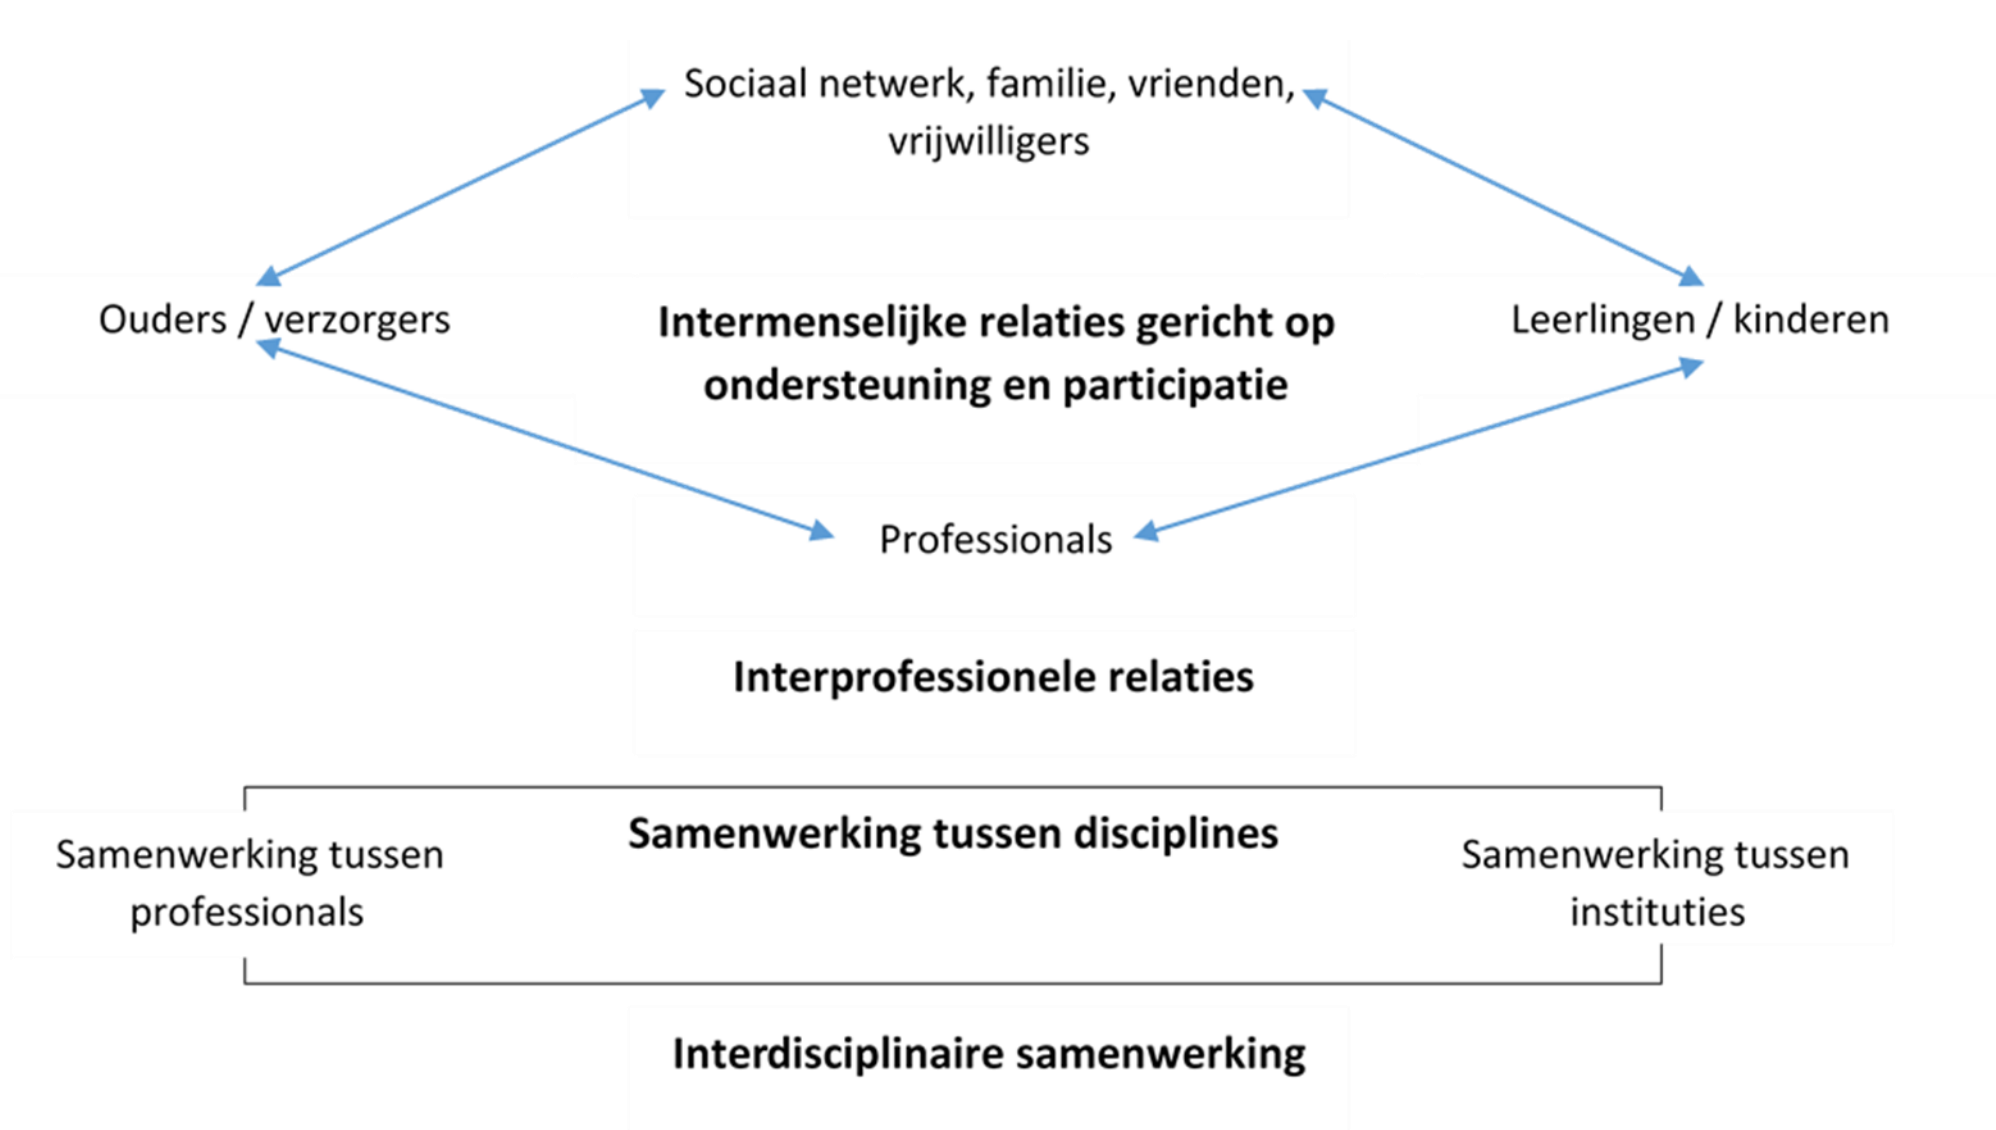 Sociaal netwerk, familie, vrienden,
vrijwilligers
Ouders / verzorgers
Intermenselijke relaties gericht op
ondersteuning en participatie
Leerlingen / kinderen
Professionals
Interprofessionele relaties
Samenwerking tussen
professionals
Samenwerking tussen disciplines
Samenwerking tussen
instituties
Interdisciplinaire samenwerking